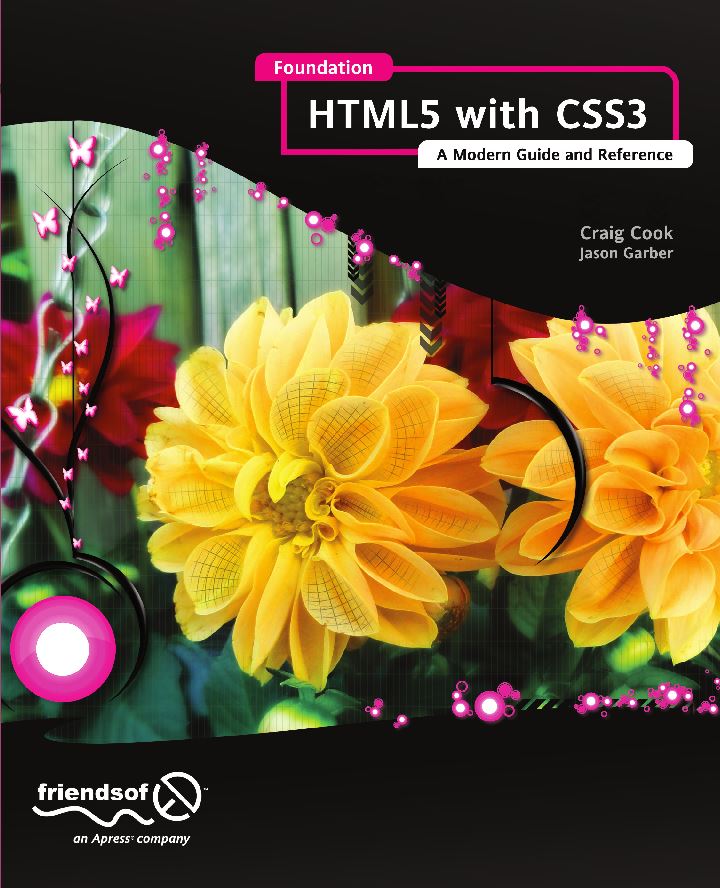 Foundation
HTML5 with CSS3
A Modern Guide and Reference
Craig Cook
Jason Garber
friendsof
an Apress® company